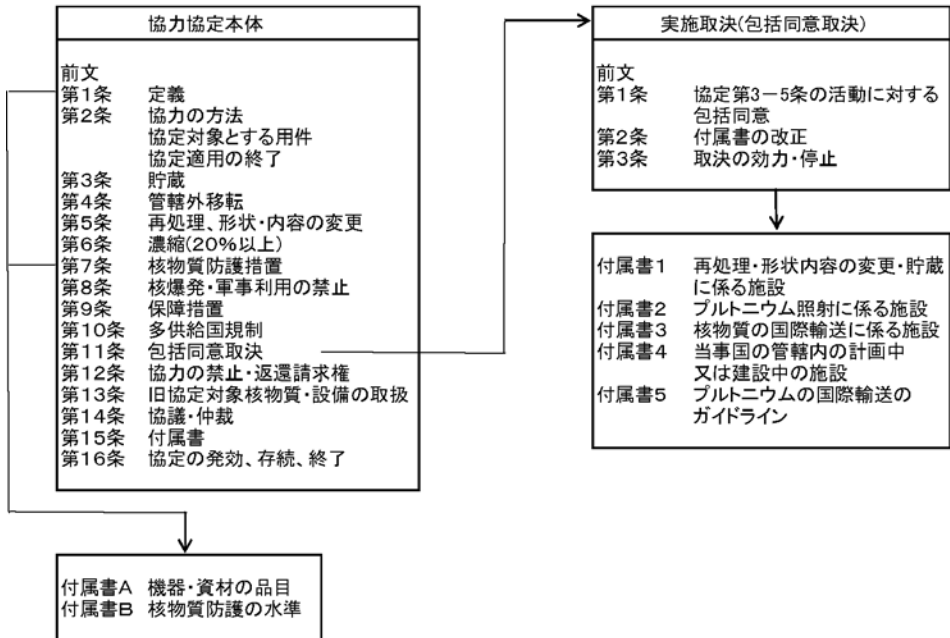 協力協定本体
前文
第1条 定義
第2条 協力の方法
協定対象とする用件
協定適用の終了
第3条 貯蔵
第4条 管轄外移転
第5条 再処理、形状・内容の変更
第6条 濃縮(20%以上)
第7条 核物質防護措置
第8条 核爆発・軍事利用の禁止
第9条 保障措置
第10条 多供給国規制
第11条 包括同意取決
第12条 協力の禁止・返還請求権
第13条 旧協定対象核物質・設備の取扱
第14条 協議・仲裁
第15条 付属書
第16条 協定の発効、存続、終了
付属書A 機器・資材の品目
付属書B 核物質防護の水準
実施取決(包括同意取決)
前文
第1条 協定第3－5条の活動に対する
包括同意
第2条 付属書の改正
第3条 取決の効力・停止
付属書1 再処理・形状内容の変更・貯蔵
に係る施設
付属書2 プルトニウム照射に係る施設
付属書3 核物質の国際輸送に係る施設
付属書4 当事国の管轄内の計画中
又は建設中の施設
付属書5 プルトニウムの国際輸送の
ガイドライン